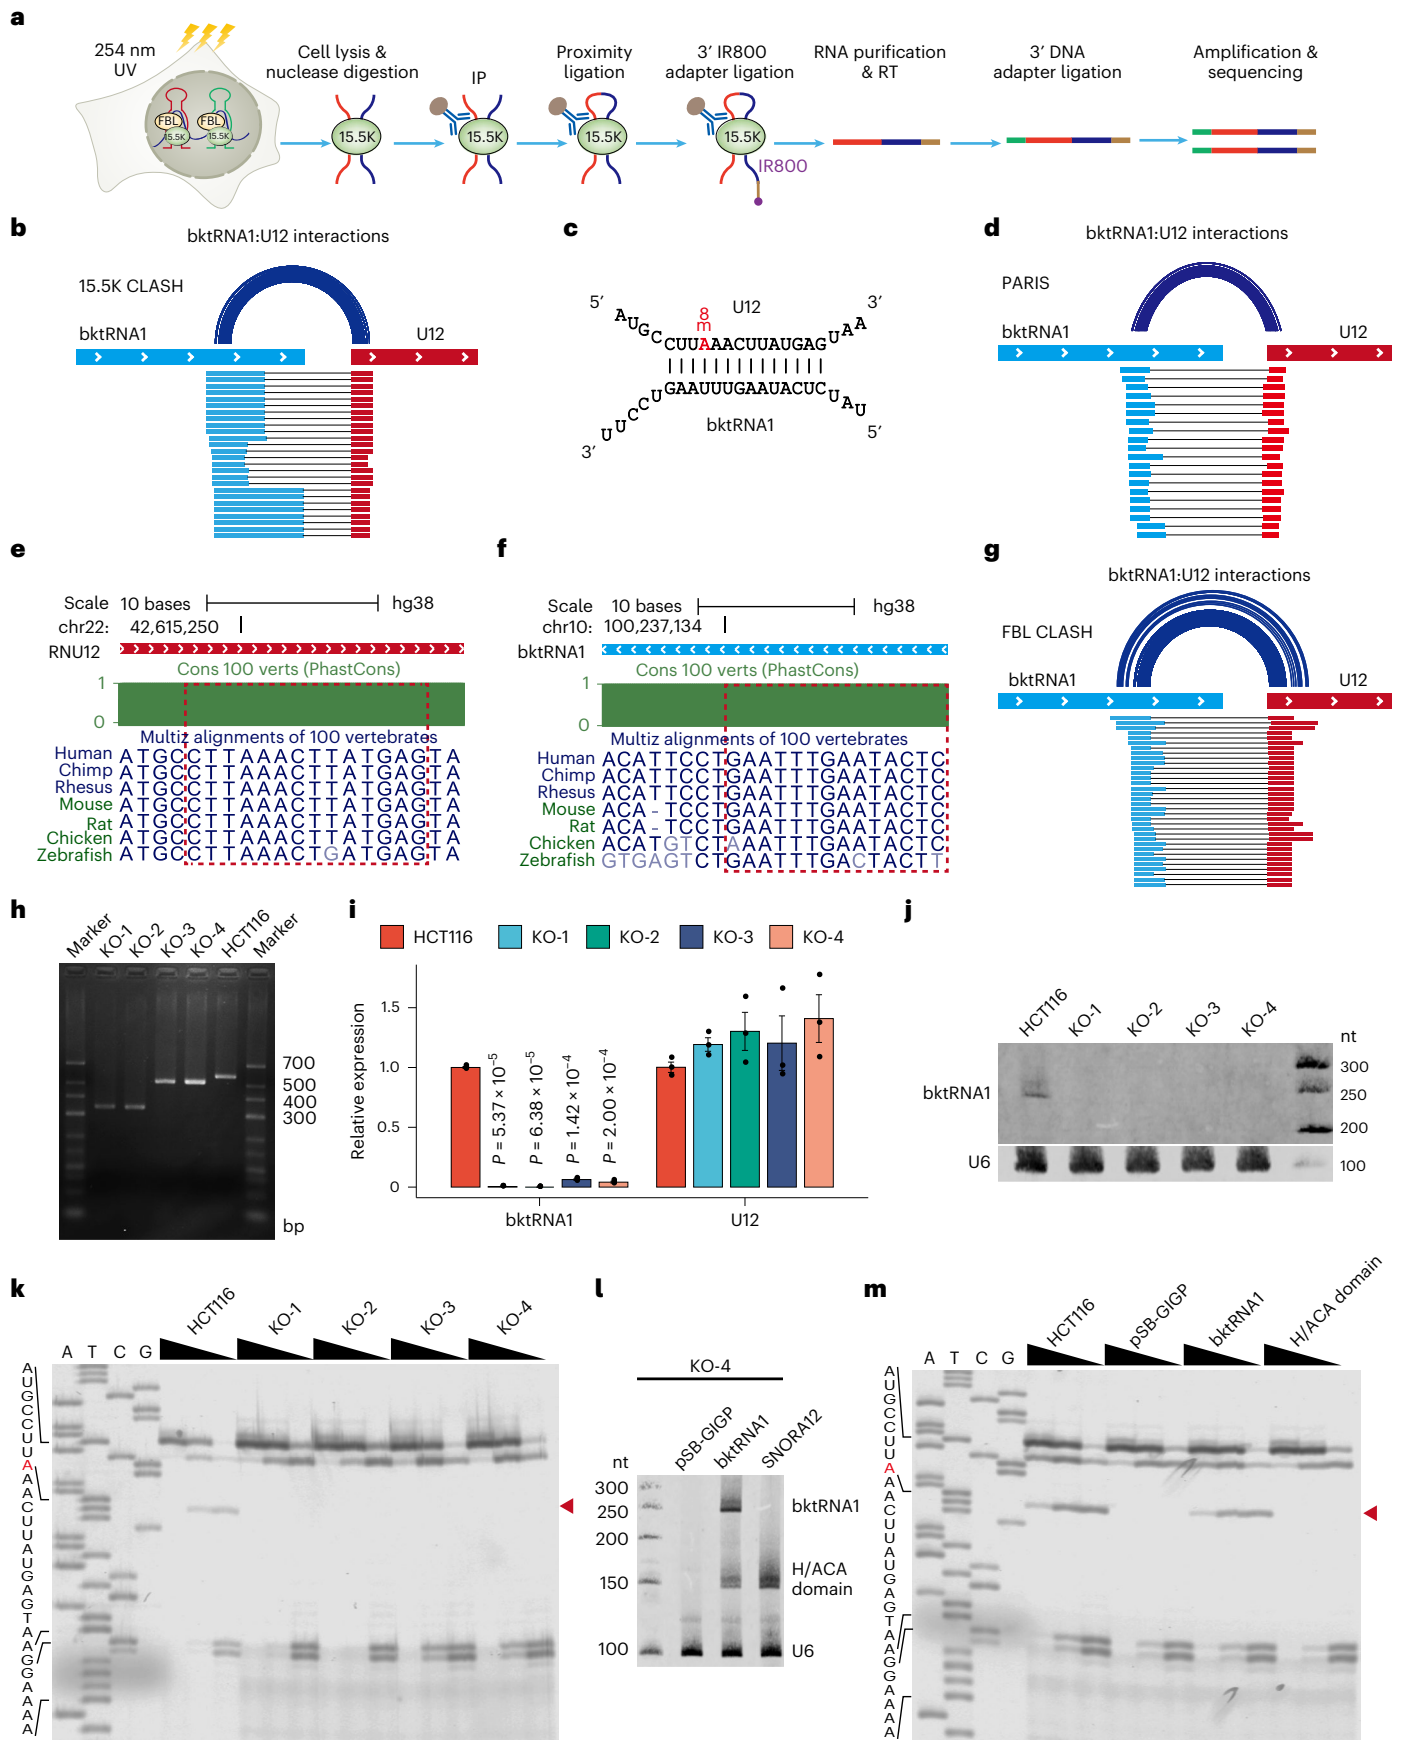 a
254 nm
UV
Cell lysis &
nuclease digestion
IP
Proximity
ligation
3′ IR800
adapter ligation
RNA purification
& RT
3′ DNA
adapter ligation
Amplification &
sequencing
FBL
FBL
15.5K
15.5K
15.5K
15.5K
15.5K
15.5K
IR800
b
bktRNA1:U12 interactions
15.5K CLASH
bktRNA1
U12
c
5′
3′
U12
8
m
AUGCCUUAAACUUAUGAGUAA
UUCCUGAAUUUGAAUACUCUAU
bktRNA1
3′
5′
d
bktRNA1:U12 interactions
PARIS
bktRNA1
U12
e
Scale
10 bases
hg38
chr22:
42,615,250
RNU12
Cons 100 verts (PhastCons)
1
0
Multiz alignments of 100 vertebrates
Human ATGCCTTAAACTTATGAGTA
Chimp ATGCCTTAAACTTATGAGTA
Rhesus ATGCCTTAAACTTATGAGTA
Mouse ATGCCTTAAACTTATGAGTA
Rat ATGCCTTAAACTTATGAGTA
Chicken ATGCCTTAAACTTATGAGTA
Zebrafish ATGCCTTAAACTGATGAGTA
f
Scale
10 bases
hg38
chr10:
100,237,134
bktRNA1
Cons 100 verts (PhastCons)
1
0
Multiz alignments of 100 vertebrates
Human ACATTCCTGAATTTGAATACTC
Chimp ACATTCCTGAATTTGAATACTC
Rhesus ACATTCCTGAATTTGAATACTC
Mouse ACA-TCCTGAATTTGAATACTC
Rat ACA-TCCTGAATTTGAATACTC
Chicken ACATGTCTAAATTTGAATACTC
Zebrafish GTGAGTCTGAATTTGACTACTT
g
bktRNA1:U12 interactions
FBL CLASH
bktRNA1
U12
h
Marker
KO-1
KO-2
KO-3
KO-4
HCT116
Marker
700
500
400
300
bp
i
HCT116
KO-1
KO-2
KO-3
KO-4
Relative expression
1.5
1.0
0.5
0
P = 5.37 × 10−5
P = 6.38 × 10−5
P = 1.42 × 10−4
P = 2.00 × 10−4
bktRNA1
U12
j
HCT116
KO-1
KO-2
KO-3
KO-4
nt
300
250
200
100
bktRNA1
U6
k
HCT116
KO-1
KO-2
KO-3
KO-4
A T C G
A
U
G
C
C
U
U
A
A
A
C
U
U
A
U
G
A
G
T
A
A
G
G
A
A
A
A
l
KO-4
pSB-GIGP
bktRNA1
SNORA12
nt
300
250
200
150
100
bktRNA1
H/ACA
domain
U6
m
HCT116
pSB-GIGP
bktRNA1
H/ACA domain
A T C G
A
U
G
C
C
U
U
A
A
A
C
U
U
A
U
G
A
G
T
A
A
G
G
A
A
A
A